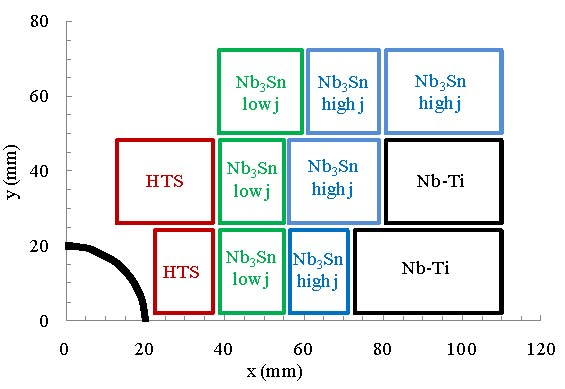 80
Nb3Sn low j
Nb3Sn high j
Nb3Sn high j
60
y (mm)
40
HTS
Nb3Sn low j
Nb3Sn high j
Nb-Ti
20
HTS
Nb3Sn low j
Nb3Sn high j
Nb-Ti
0
0 20 40 60 80 100 120
x (mm)